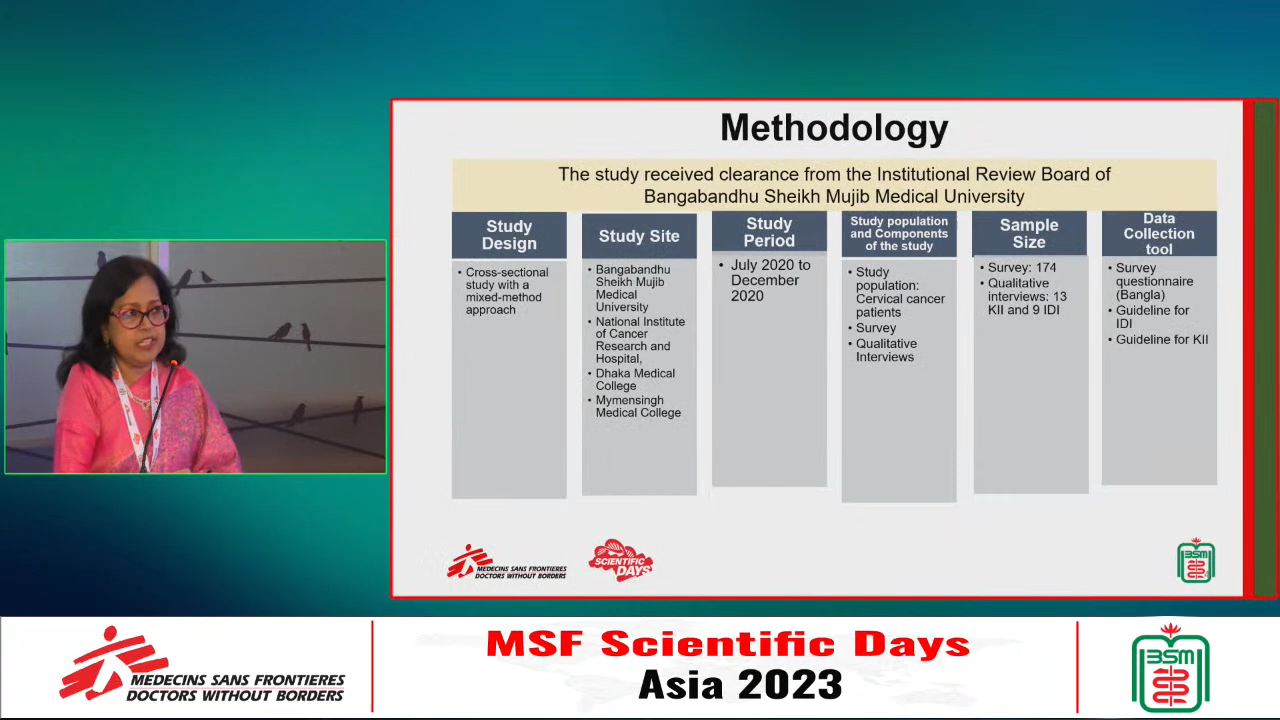 Methodology
The study received clearance from the Institutional Review Board of
Bangabandhu Sheikh Mujib Medical University
Study
Design
• Cross-sectional
study with a
mixed-method
approach
Study Site
• Bangabandhu
Sheikh Mujib
Medical
University
• National Institute
of Cancer
Research and
Hospital,
• Dhaka Medical
College
• Mymensingh
Medical College
Study
Period
• July 2020 to
December
2020
Study population
and Components
of the study
• Study
population:
Cervical cancer
patients
• Survey
• Qualitative
Interviews
Sample
Size
• Survey: 174
• Qualitative
interviews: 13
KII and 9 IDI
Data
Collection
tool
• Survey
questionnaire
(Bangla)
• Guideline for
IDI
• Guideline for KII
MEDECINS SANS FRONTIERES
DOCTORS WITHOUT BORDERS
SCIENTIFIC
DAYS
BSM
MEDECINS SANS FRONTIERES
DOCTORS WITHOUT BORDERS
MSF Scientific Days
Asia 2023
BSM